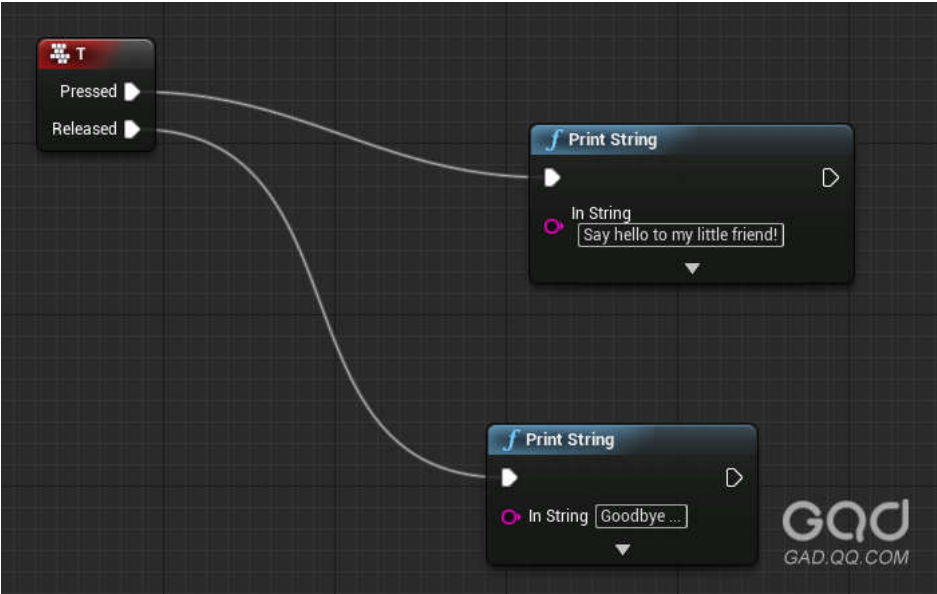 T
Pressed
Released
f Print String
In String
Say hello to my little friend!
f Print String
In String Goodbye ...
GAD
GAD.QQ.COM